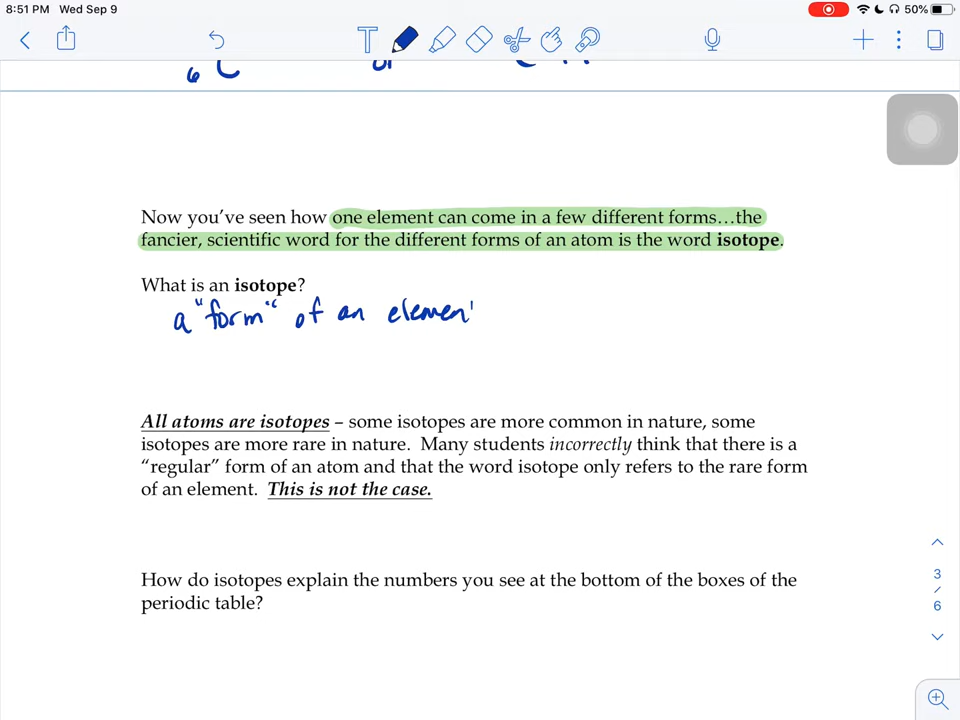 8:51 PM Wed Sep 9 50%
Now you've seen how one element can come in a few different forms…the
fancier, scientific word for the different forms of an atom is the word isotope.
What is an isotope?
a "form" of an elemen
All atoms are isotopes – some isotopes are more common in nature, some
isotopes are more rare in nature. Many students incorrectly think that there is a
“regular” form of an atom and that the word isotope only refers to the rare form
of an element. This is not the case.
How do isotopes explain the numbers you see at the bottom of the boxes of the
periodic table?
3
/
6